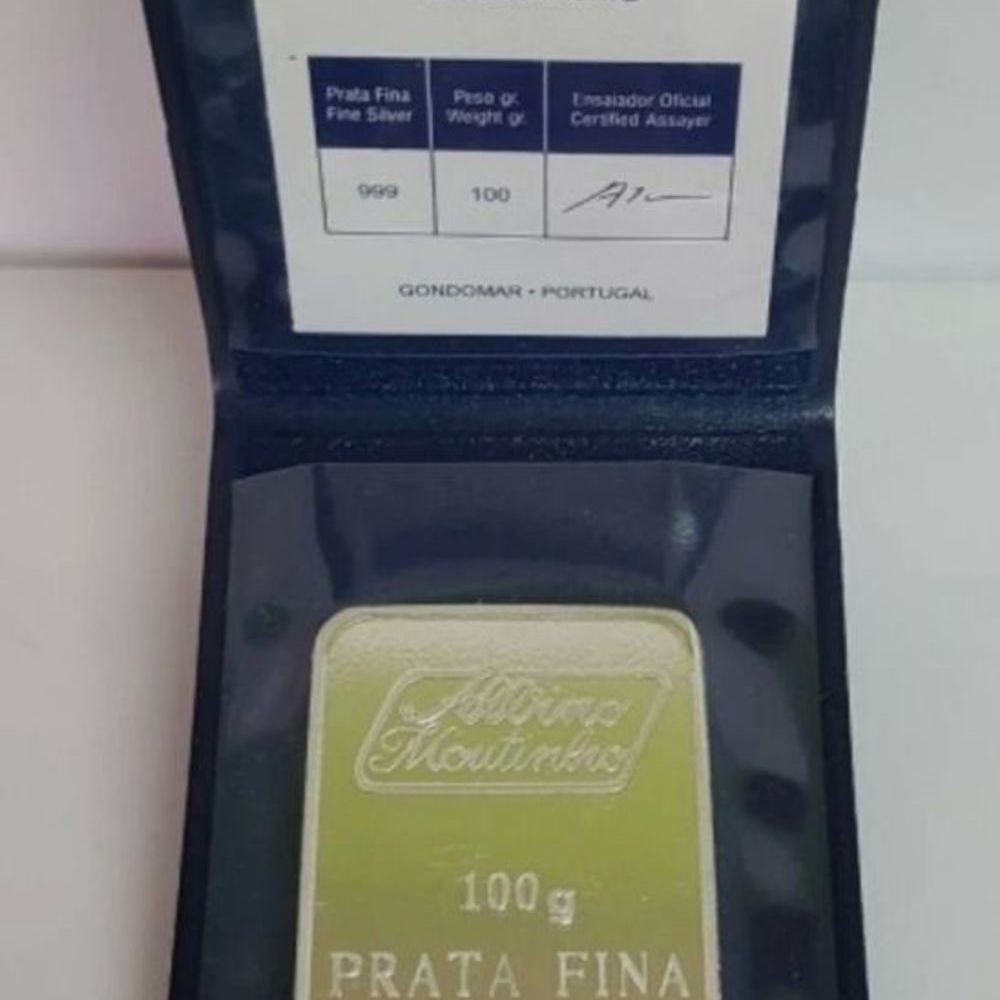 Prata Fina
Fine Silver
Peso gr.
Weight gr.
Ensaiador Oficial
Certified Assayer
999
100
GONDOMAR • PORTUGAL
Albino
Moutinho
100g
PRATA FINA